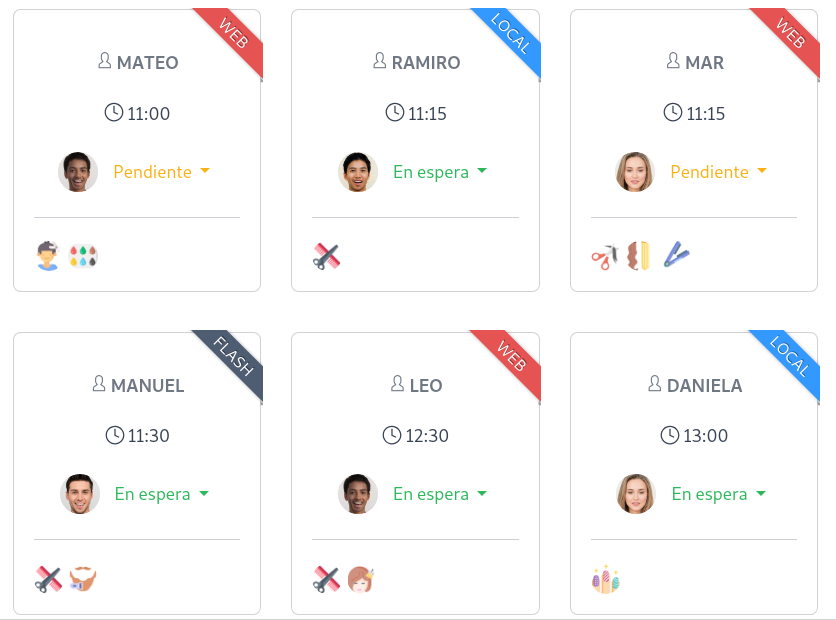 WEB
MATEO
11:00
Pendiente
LOCAL
RAMIRO
11:15
En espera
WEB
MAR
11:15
Pendiente
FLASH
MANUEL
11:30
En espera
WEB
LEO
12:30
En espera
LOCAL
DANIELA
13:00
En espera